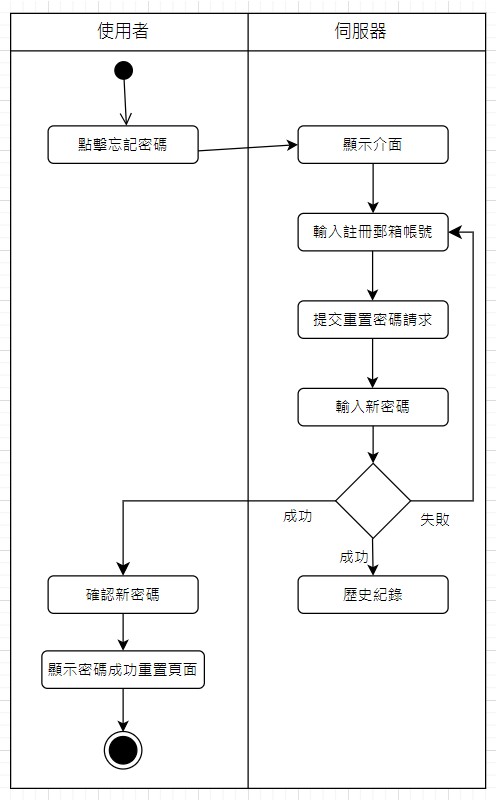 使用者
伺服器
點擊忘記密碼
顯示介面
輸入註冊郵箱帳號
提交重置密碼請求
輸入新密碼
成功
失敗
成功
確認新密碼
歷史紀錄
顯示密碼成功重置頁面